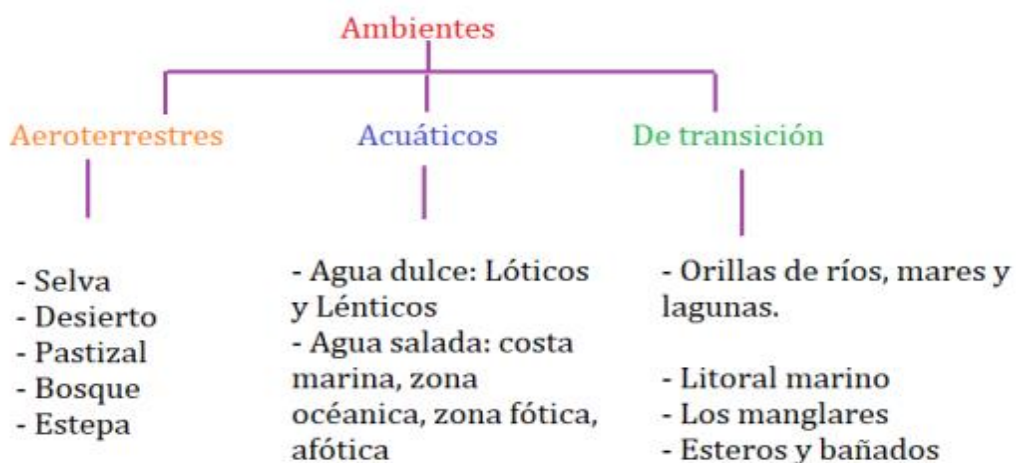 Ambientes
Aeroterrestres
Acuáticos
De transición
- Selva
- Desierto
- Pastizal
- Bosque
- Estepa
- Agua dulce: Lóticos
y Lénticos
- Agua salada: costa
marina, zona
océanica, zona fótica,
afótica
- Orillas de ríos, mares y
lagunas.
- Litoral marino
- Los manglares
- Esteros y bañados